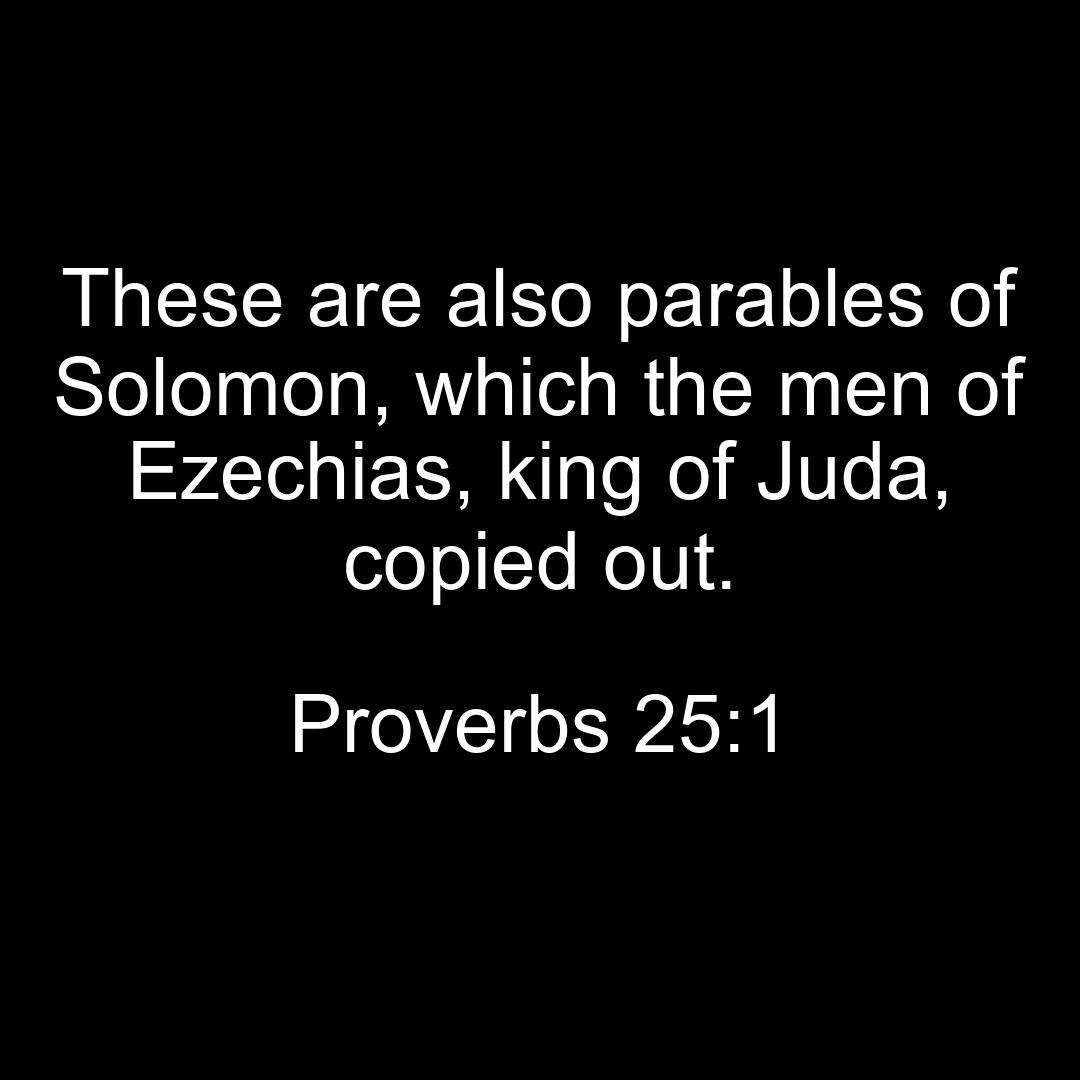 These are also parables of
Solomon, which the men of
Ezechias, king of Juda,
copied out.
Proverbs 25:1